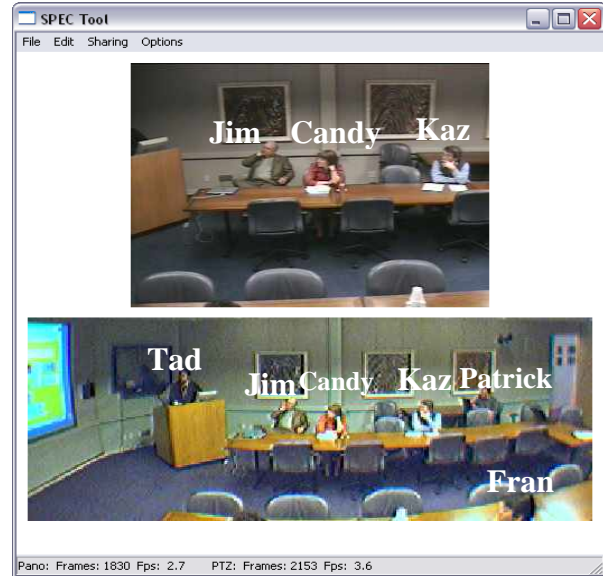 SPEC Tool
File Edit Sharing Options
Jim Candy Kaz
Tad
Jim Candy Kaz Patrick
Fran
Pano: Frames: 1830 Fps: 2.7 PTZ: Frames: 2153 Fps: 3.6